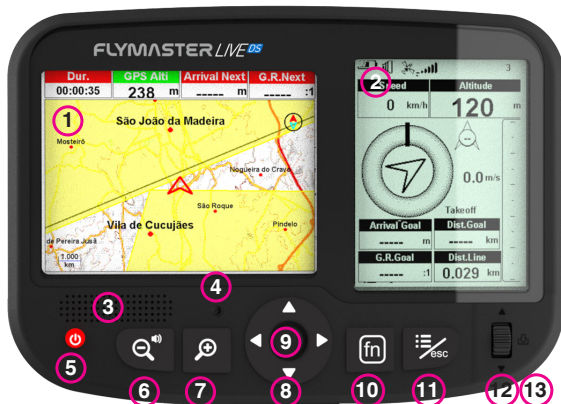 FLYMASTER LIVE DS
Dur. GPS Alti Arrival Next G.R.Next
00:00:35 238 m ----- m ----- :1
1
São João da Madeira
Mosteirô
Nogueira do Cravo
São Roque
Vila de Cucujães
Pindelo
de Pereira Jusã
1.000
km
3
2
Speed Altitude
0 km/h 120 m
0.0 m/s
Takeoff
Arrival Goal Dist.Goal
----- m ----- km
G.R.Goal Dist.Line
----- :1 0.029 km
3
4
5
6
7
8
9
fn
10
esc
11
12 13